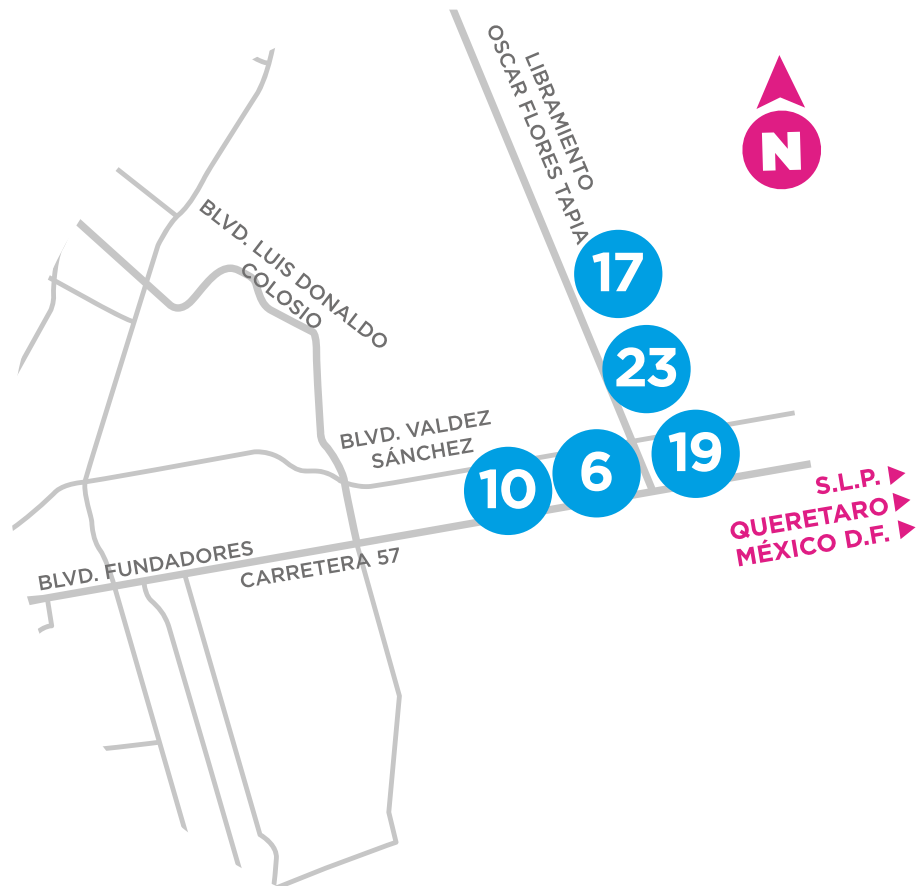 LIBRAMIENTO
OSCAR FLORES TAPIA
N
BLVD. LUIS DONALDO
COLOSIO
17
23
BLVD. VALDEZ
SÁNCHEZ
10
6
19
S.L.P.
QUERETARO
MÉXICO D.F.
BLVD. FUNDADORES
CARRETERA 57